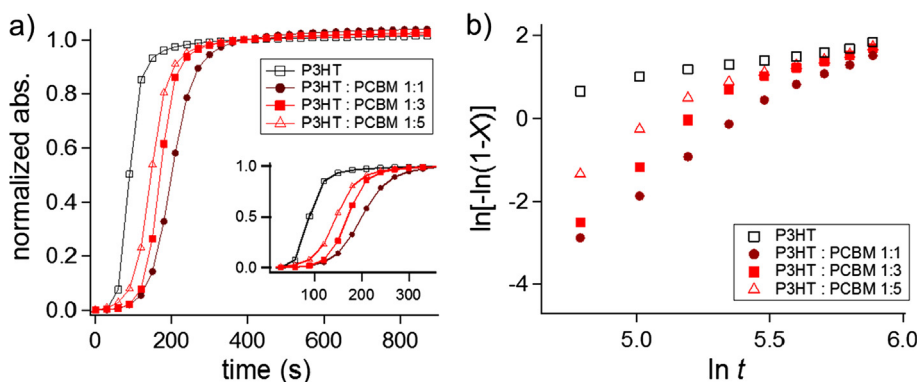 a)
normalized abs.
1.0
0.8
0.6
0.4
0.2
0.0
0
200
400
600
800
time (s)
P3HT
P3HT : PCBM 1:1
P3HT : PCBM 1:3
P3HT : PCBM 1:5
1.0
0.5
0.0
100
200
300
b)
ln[-ln(1-X)]
2
0
-2
-4
5.0
5.5
6.0
ln t
P3HT
P3HT : PCBM 1:1
P3HT : PCBM 1:3
P3HT : PCBM 1:5